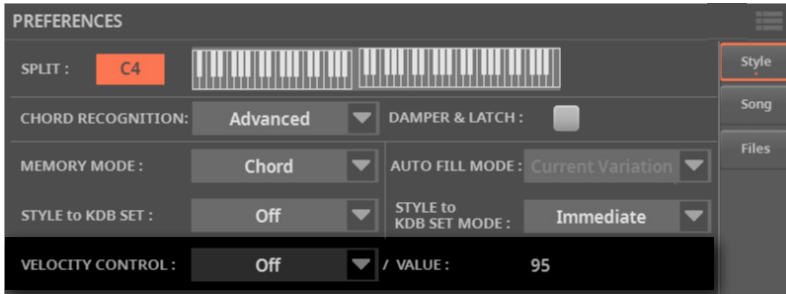 PREFERENCES
SPLIT : C4
Style
CHORD RECOGNITION: Advanced DAMPER & LATCH :
Song
MEMORY MODE : Chord AUTO FILL MODE : Current Variation
Files
STYLE to KDB SET : Off STYLE to
KDB SET MODE : Immediate
VELOCITY CONTROL : Off / VALUE : 95